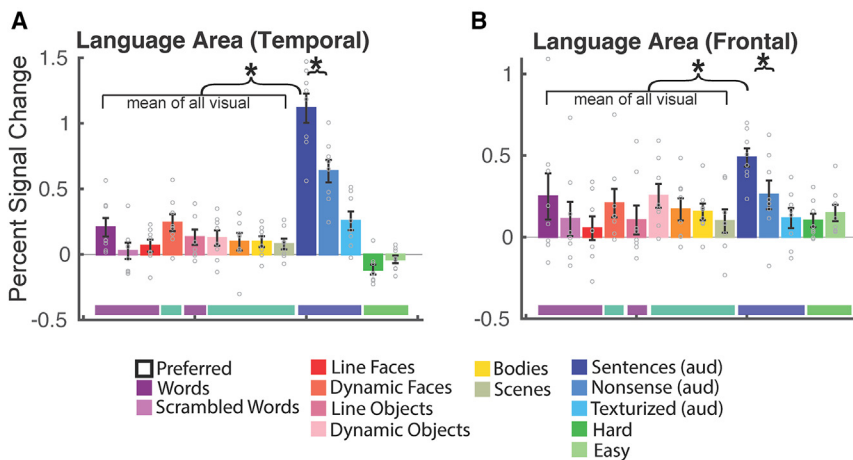 A
Language Area (Temporal)
B
Language Area (Frontal)
Percent Signal Change
1.5
1
0.5
0
-0.5
*
*
mean of all visual
1
0.5
0
-0.5
*
*
mean of all visual
Preferred
Words
Scrambled Words
Line Faces
Dynamic Faces
Line Objects
Dynamic Objects
Bodies
Scenes
Sentences (aud)
Nonsense (aud)
Texturized (aud)
Hard
Easy